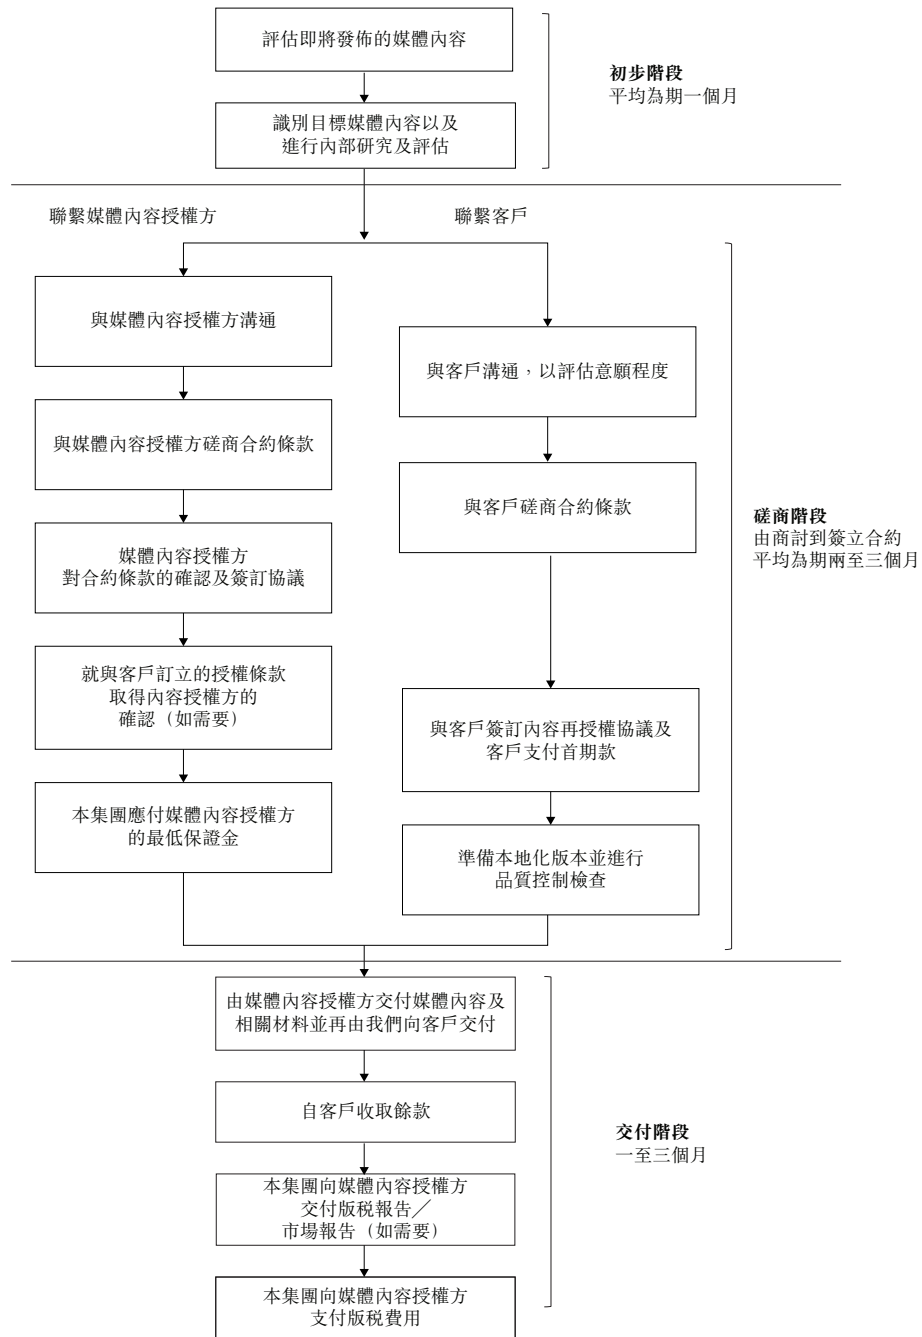 評估即將發佈的媒體內容
識別目標媒體內容以及
進行內部研究及評估
初步階段
平均為期一個月
聯繫媒體內容授權方
聯繫客戶
與媒體內容授權方溝通
與媒體內容授權方磋商合約條款
媒體內容授權方
對合約條款的確認及簽訂協議
就與客戶訂立的授權條款
取得內容授權方的
確認（如需要）
本集團應付媒體內容授權方
的最低保證金
與客戶溝通，以評估意願程度
與客戶磋商合約條款
與客戶簽訂內容再授權協議及
客戶支付首期款
準備本地化版本並進行
品質控制檢查
磋商階段
由商討到簽立合約
平均為期兩至三個月
由媒體內容授權方交付媒體內容及
相關材料並再由我們向客戶交付
自客戶收取餘款
本集團向媒體內容授權方
交付版税報告╱
市場報告（如需要）
本集團向媒體內容授權方
支付版税費用
交付階段
一至三個月